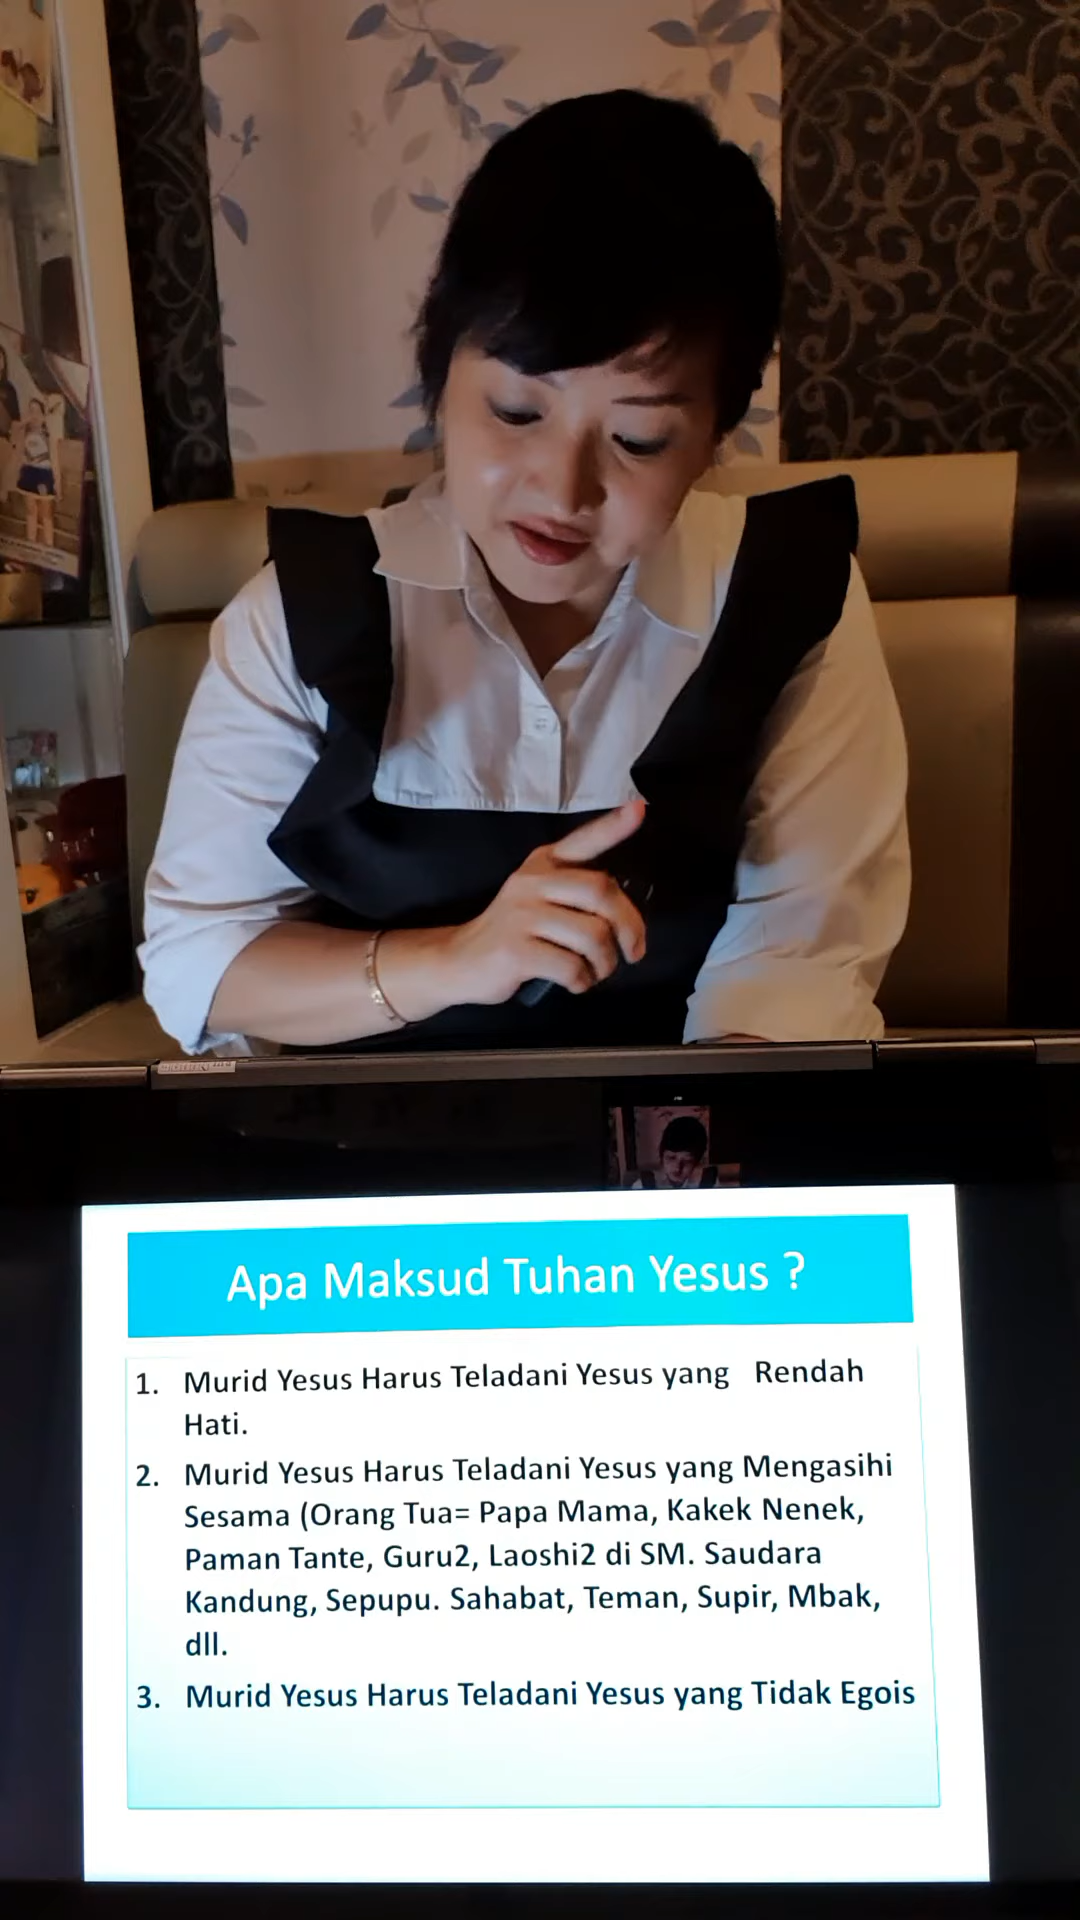 Apa Maksud Tuhan Yesus ?
1. Murid Yesus Harus Teladani Yesus yang Rendah
Hati.
2. Murid Yesus Harus Teladani Yesus yang Mengasihi
Sesama (Orang Tua= Papa Mama, Kakek Nenek,
Paman Tante, Guru2, Laoshi2 di SM. Saudara
Kandung, Sepupu. Sahabat, Teman, Supir, Mbak,
dll.
3. Murid Yesus Harus Teladani Yesus yang Tidak Egois